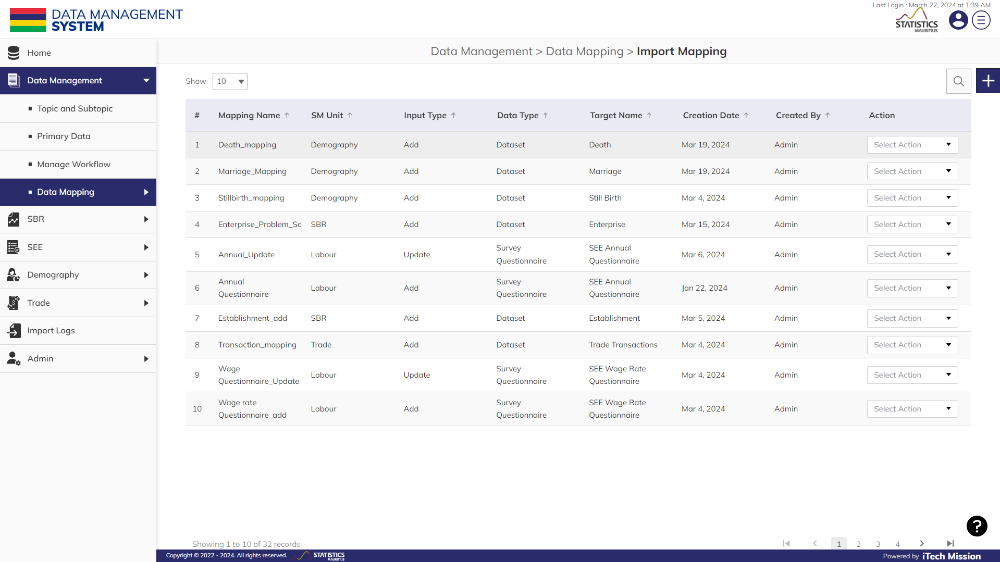 Last Login : March 22, 2024 at 1:39 AM
DATA MANAGEMENT
SYSTEM
STATISTICS
MAURITIUS
Home
Data Management
Topic and Subtopic
Primary Data
Manage Workflow
Data Mapping
SBR
SEE
Demography
Trade
Import Logs
Admin
Data Management > Data Mapping > Import Mapping
Show 10
# Mapping Name SM Unit Input Type Data Type Target Name Creation Date Created By Action
1 Death_mapping Demography Add Dataset Death Mar 19, 2024 Admin Select Action
2 Marriage_Mapping Demography Add Dataset Marriage Mar 19, 2024 Admin Select Action
3 Stillbirth_mapping Demography Add Dataset Still Birth Mar 4, 2024 Admin Select Action
4 Enterprise_Problem_So SBR Add Dataset Enterprise Mar 15, 2024 Admin Select Action
5 Annual_Update Labour Update Survey Questionnaire SEE Annual Questionnaire Mar 6, 2024 Admin Select Action
6 Annual Questionnaire Labour Add Survey Questionnaire SEE Annual Questionnaire Jan 22, 2024 Admin Select Action
7 Establishment_add SBR Add Dataset Establishment Mar 5, 2024 Admin Select Action
8 Transaction_mapping Trade Add Dataset Trade Transactions Mar 4, 2024 Admin Select Action
9 Wage Questionnaire_Update Labour Update Survey Questionnaire SEE Wage Rate Questionnaire Mar 4, 2024 Admin Select Action
10 Wage rate Questionnaire_add Labour Add Survey Questionnaire SEE Wage Rate Questionnaire Mar 4, 2024 Admin Select Action
?
Showing 1 to 10 of 32 records
1 2 3 4
Copyright © 2022 - 2024. All rights reserved.
STATISTICS
MAURITIUS
Powered by iTech Mission